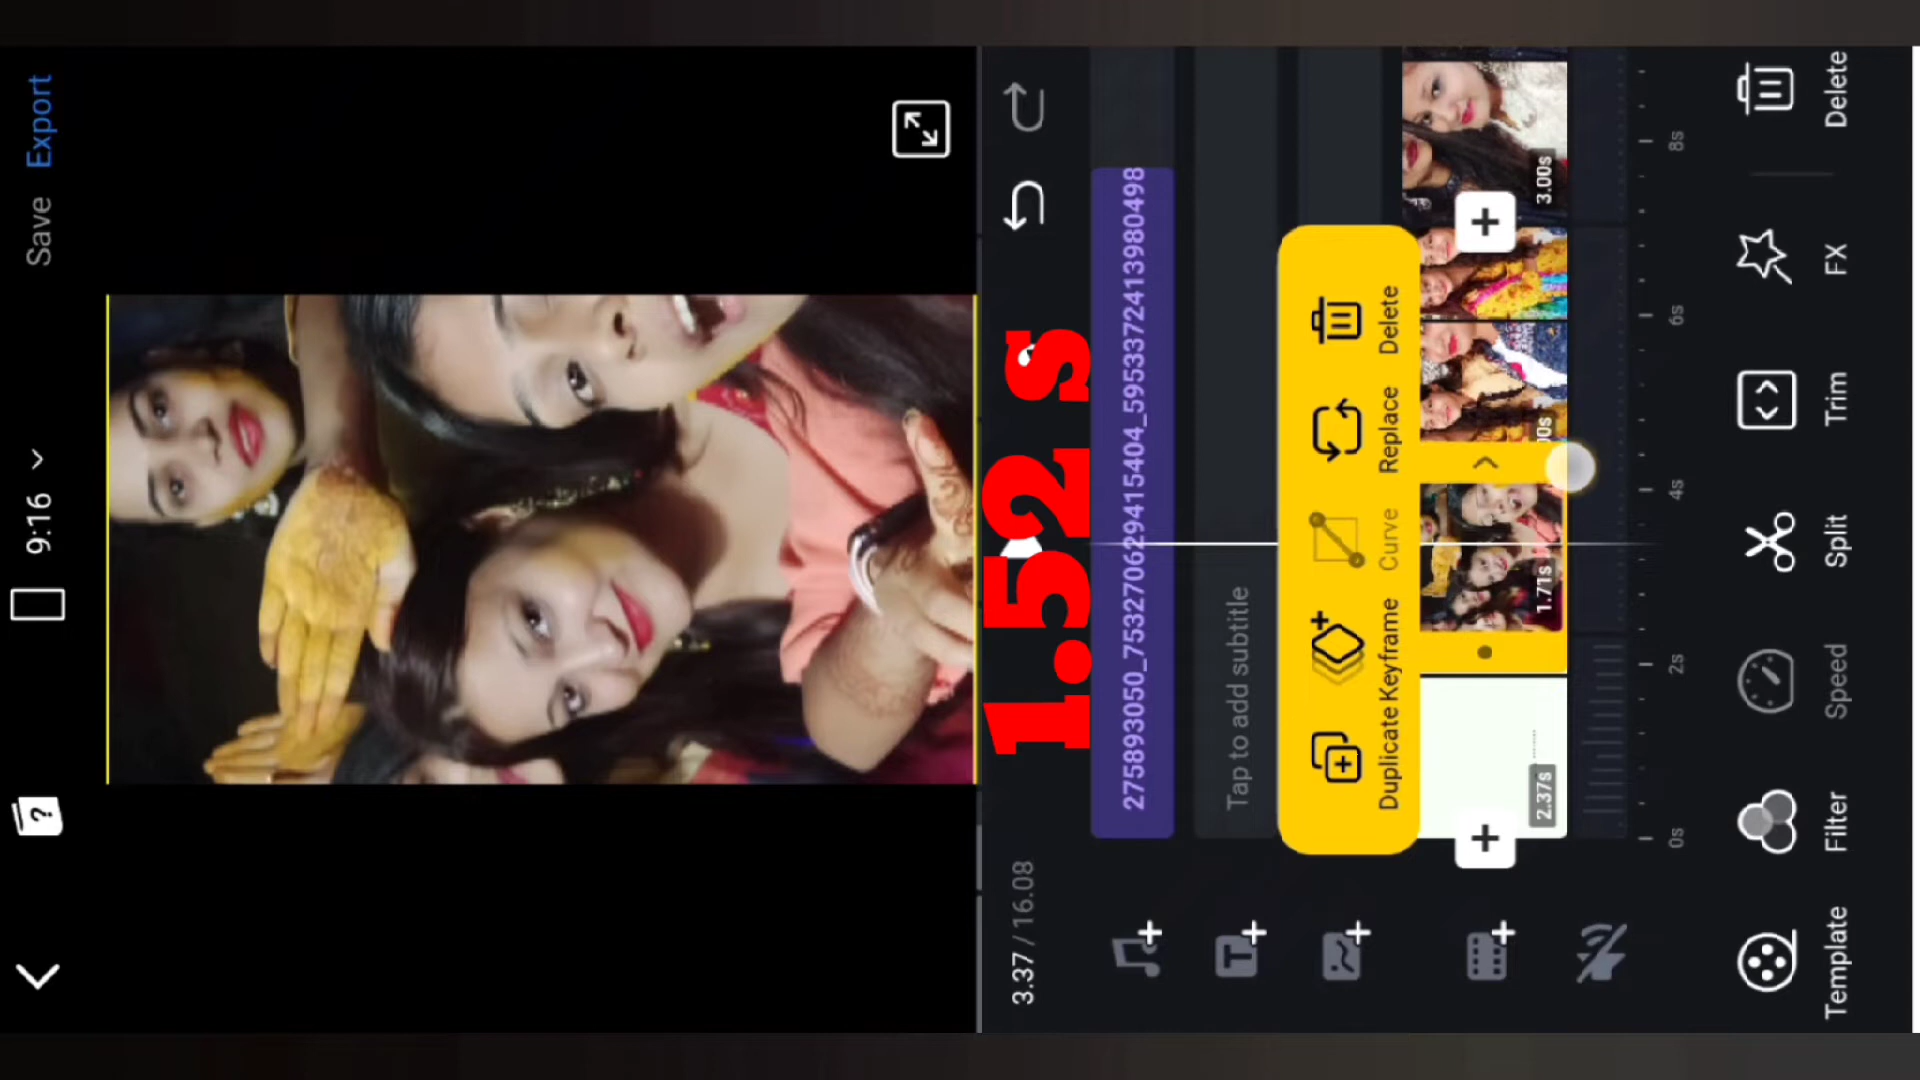 9:16
Save
Export
1.52 s
3.37 / 16.08
275893050_753270629415404_5953372413980498
Tap to add subtitle
Duplicate
Keyframe
Curve
Replace
Delete
2.37s
1.71s
00s
3.00s
0s
2s
4s
6s
8s
Template
Filter
Speed
Split
Trim
FX
Delete